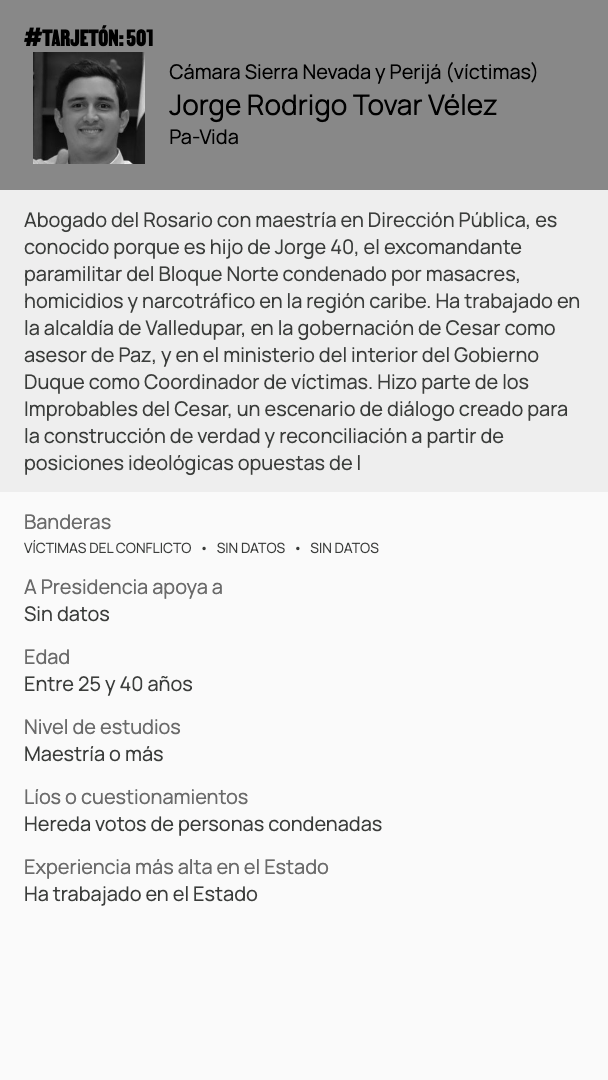 #TARJETÓN: 501
Cámara Sierra Nevada y Perijá (víctimas)
Jorge Rodrigo Tovar Vélez
Pa-Vida
Abogado del Rosario con maestría en Dirección Pública, es
conocido porque es hijo de Jorge 40, el excomandante
paramilitar del Bloque Norte condenado por masacres,
homicidios y narcotráfico en la región caribe. Ha trabajado en
la alcaldía de Valledupar, en la gobernación de Cesar como
asesor de Paz, y en el ministerio del interior del Gobierno
Duque como Coordinador de víctimas. Hizo parte de los
Improbables del Cesar, un escenario de diálogo creado para
la construcción de verdad y reconciliación a partir de
posiciones ideológicas opuestas de l
Banderas
VÍCTIMAS DEL CONFLICTO • SIN DATOS • SIN DATOS
A Presidencia apoya a
Sin datos
Edad
Entre 25 y 40 años
Nivel de estudios
Maestría o más
Líos o cuestionamientos
Hereda votos de personas condenadas
Experiencia más alta en el Estado
Ha trabajado en el Estado